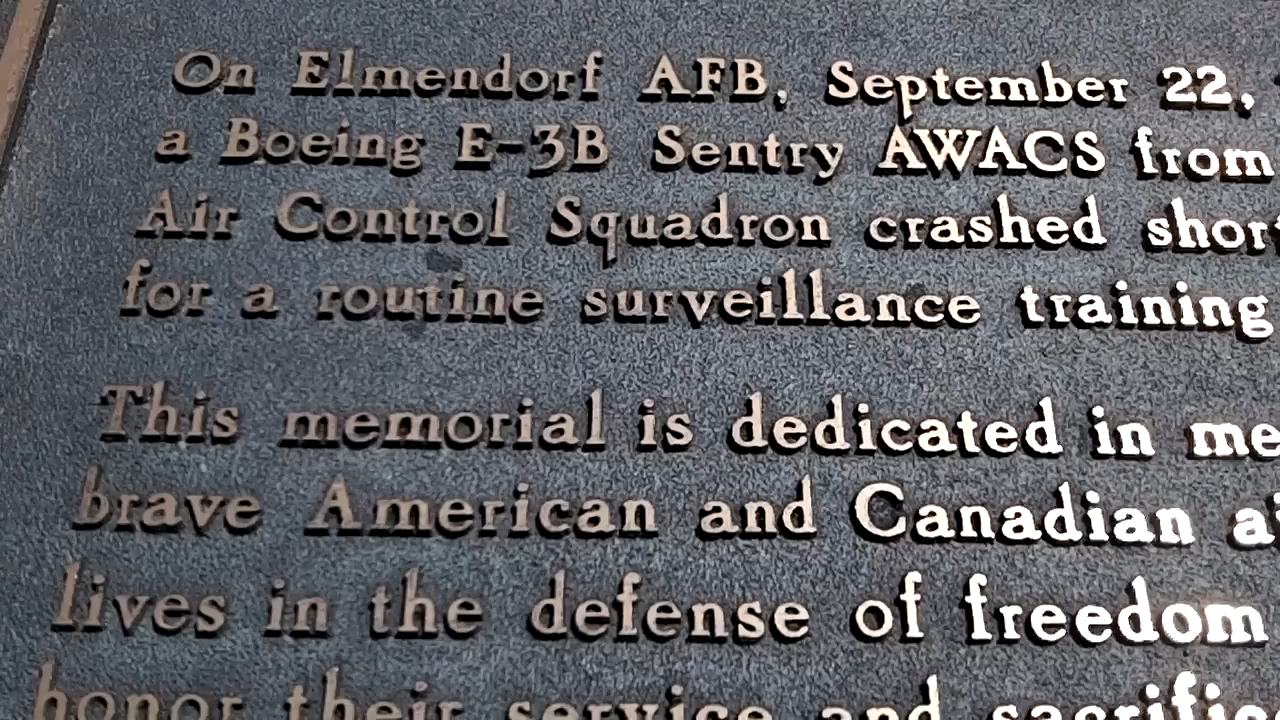 On Elmendorf AFB, September 22,
a Boeing E-3B Sentry AWACS from
Air Control Squadron crashed shor
for a routine surveillance training
This memorial is dedicated in me
brave American and Canadian a
lives in the defense of freedom
honor their service and sacrific